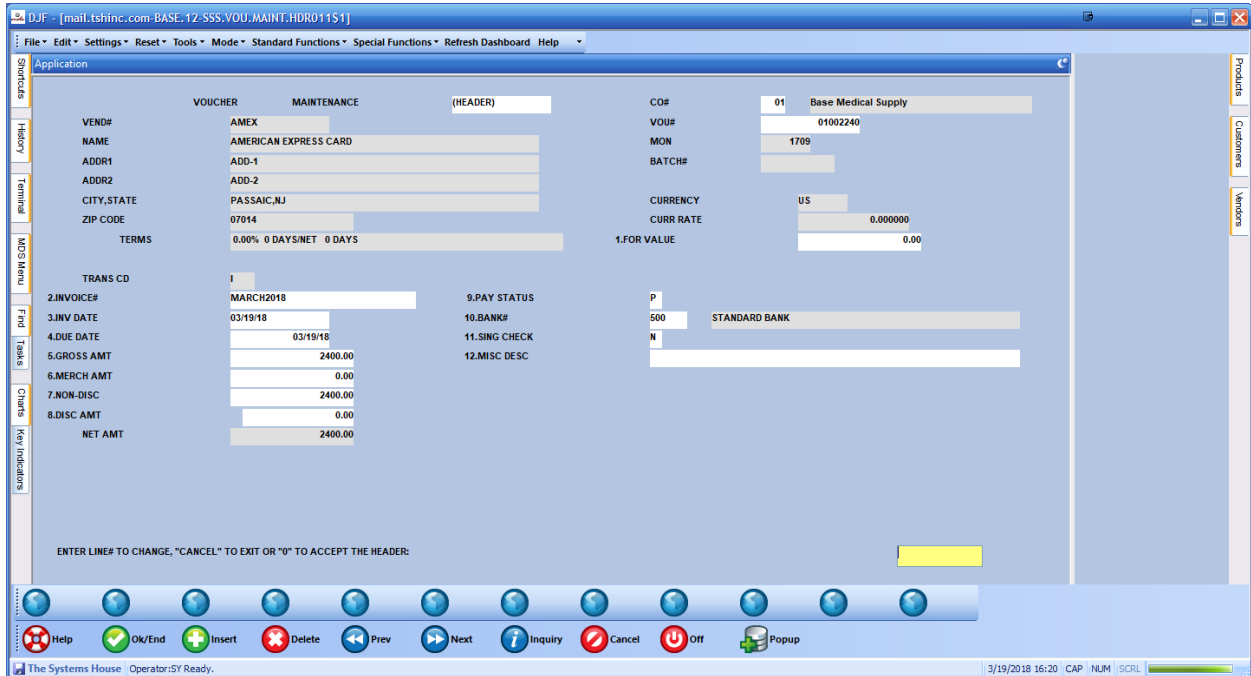 DJF - [mail.tshinc.com-BASE.12-SSS.VOU.MAINT.HDR011$1]
File Edit Settings Reset Tools Mode Standard Functions Special Functions Refresh Dashboard Help
Application
Shortcuts
History
Terminal
MDS Menu
Find
Tasks
Charts
Key Indicators
Products
Customers
Vendors
VOUCHER MAINTENANCE (HEADER) CO# 01 Base Medical Supply
VEND# AMEX VOU# 01002240
NAME AMERICAN EXPRESS CARD MON 1709
ADDR1 ADD-1 BATCH#
ADDR2 ADD-2
CITY,STATE PASSAIC,NJ CURRENCY US
ZIP CODE 07014 CURR RATE 0.000000
TERMS 0.00% 0 DAYS/NET 0 DAYS 1.FOR VALUE 0.00
TRANS CD I
2.INVOICE# MARCH2018 9.PAY STATUS P
3.INV DATE 03/19/18 10.BANK# 500 STANDARD BANK
4.DUE DATE 03/19/18 11.SING CHECK N
5.GROSS AMT 2400.00 12.MISC DESC
6.MERCH AMT 0.00
7.NON-DISC 2400.00
8.DISC AMT 0.00
NET AMT 2400.00
ENTER LINE# TO CHANGE, "CANCEL" TO EXIT OR "0" TO ACCEPT THE HEADER:
Help Ok/End Insert Delete Prev Next Inquiry Cancel Off Popup
The Systems House Operator:SY Ready. 3/19/2018 16:20 CAP NUM SCRL